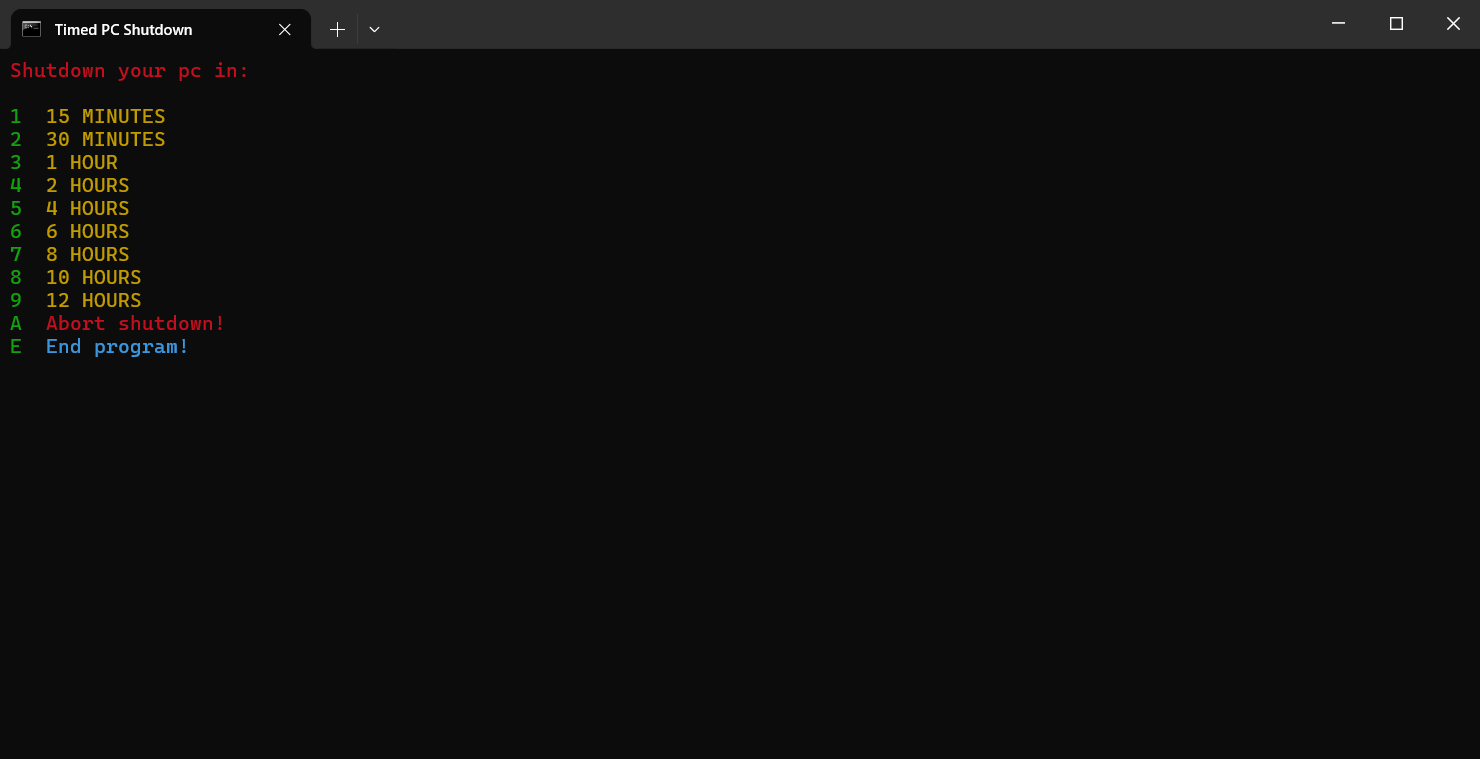 Timed PC Shutdown
Shutdown your pc in:
1 15 MINUTES
2 30 MINUTES
3 1 HOUR
4 2 HOURS
5 4 HOURS
6 6 HOURS
7 8 HOURS
8 10 HOURS
9 12 HOURS
A Abort shutdown!
E End program!